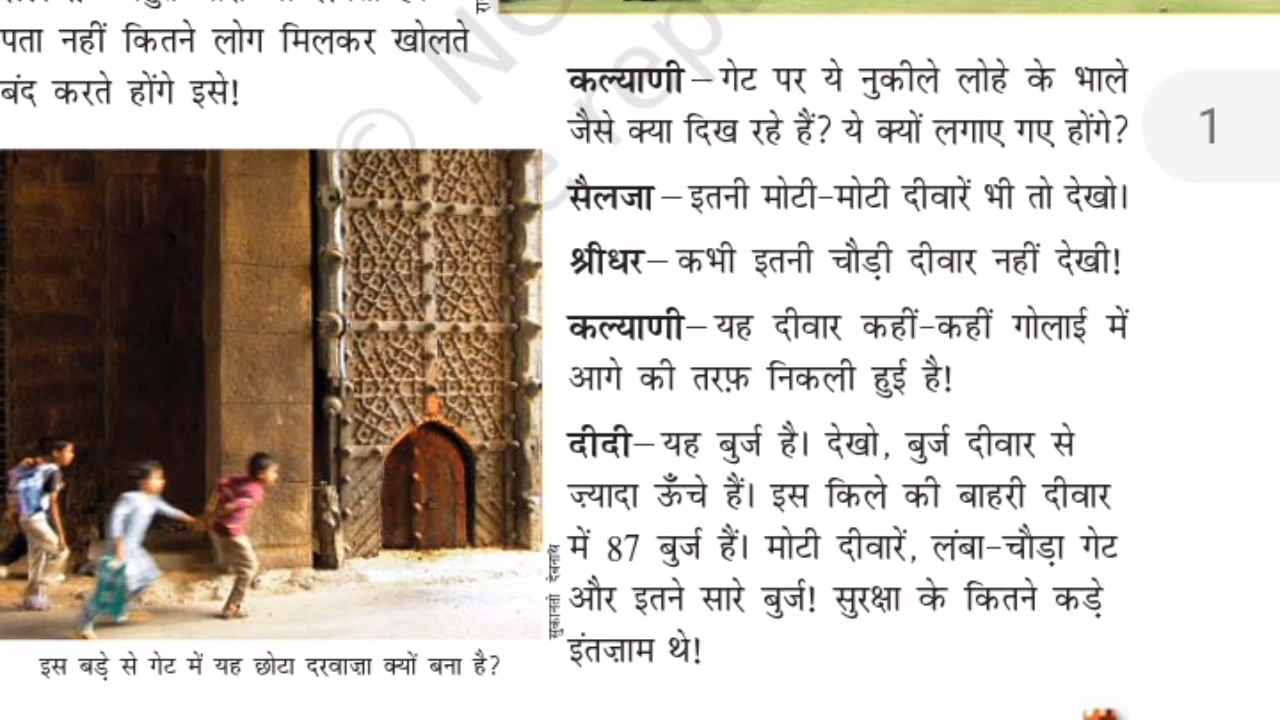 पता नहीं कितने लोग मिलकर खोलते
बंद करते होंगे इसे!
सुकानतो देबनाथ
इस बड़े से गेट में यह छोटा दरवाज़ा क्यों बना है?
कल्याणी – गेट पर ये नुकीले लोहे के भाले
जैसे क्या दिख रहे हैं? ये क्यों लगाए गए होंगे?
सैलजा – इतनी मोटी-मोटी दीवारें भी तो देखो।
श्रीधर– कभी इतनी चौड़ी दीवार नहीं देखी!
कल्याणी– यह दीवार कहीं-कहीं गोलाई में
आगे की तरफ़ निकली हुई है!
दीदी– यह बुर्ज है। देखो, बुर्ज दीवार से
ज़्यादा ऊँचे हैं। इस किले की बाहरी दीवार
में 87 बुर्ज हैं। मोटी दीवारें, लंबा-चौड़ा गेट
और इतने सारे बुर्ज! सुरक्षा के कितने कड़े
इंतज़ाम थे!
1